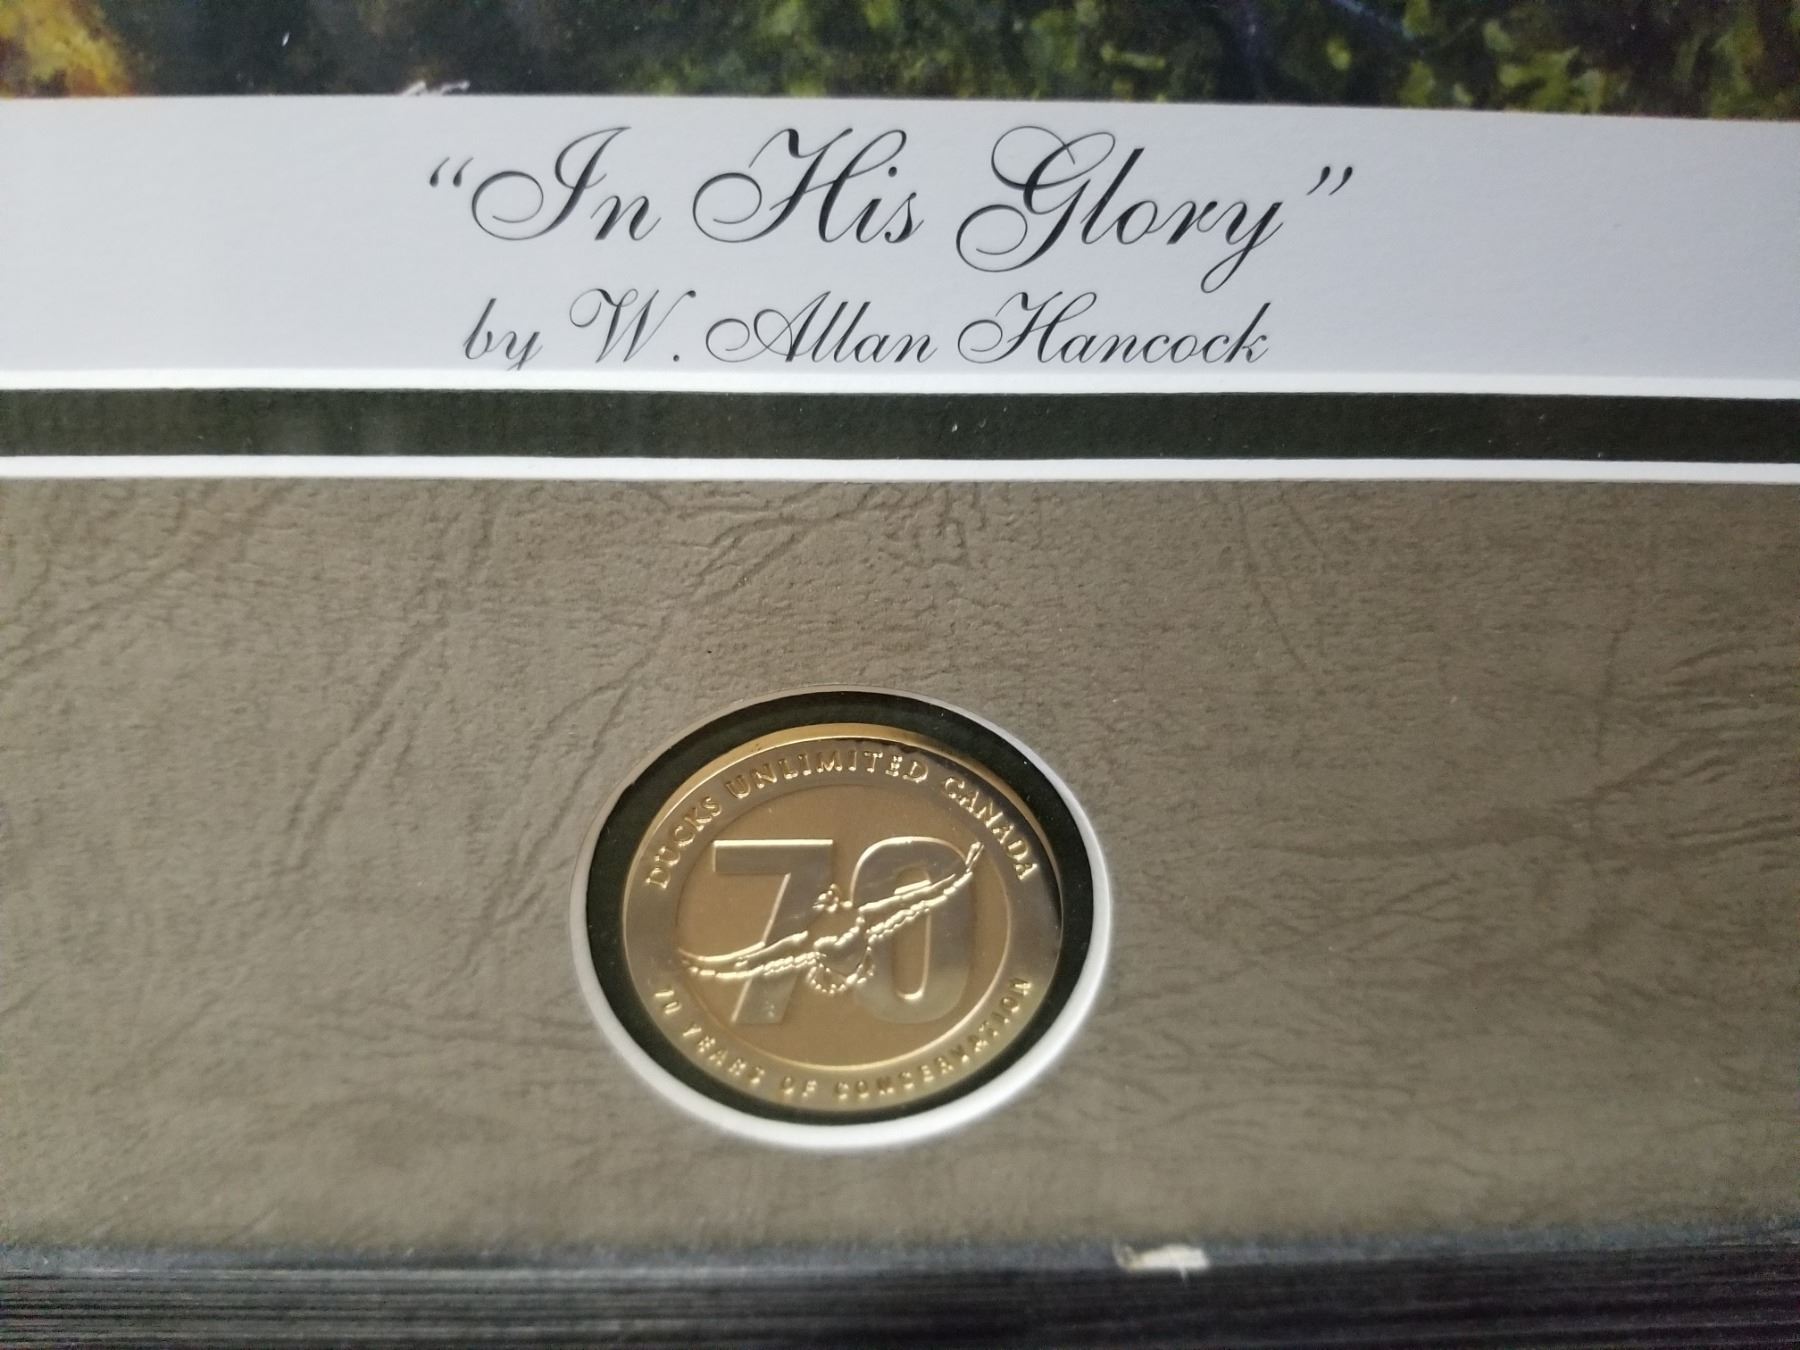 “In His Glory”
by W. Allan Hancock
DUCKS UNLIMITED CANADA
70
70 YEARS OF CONSERVATION